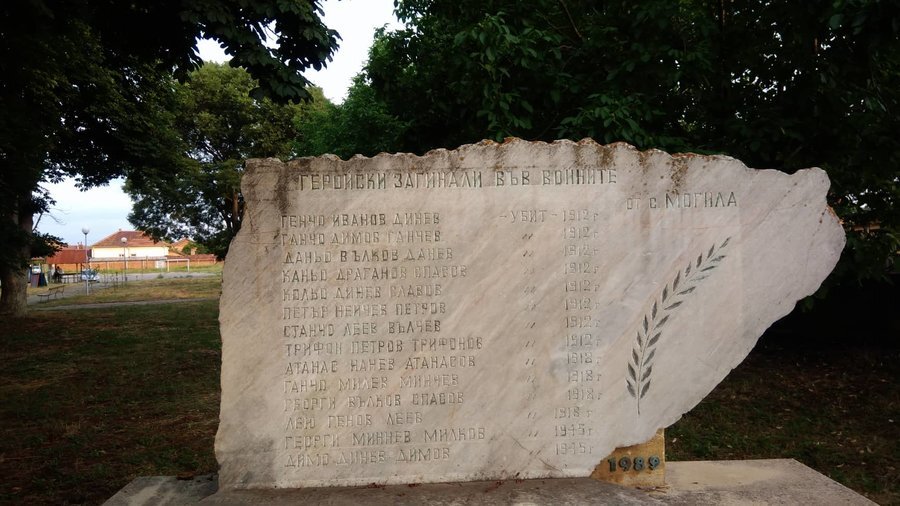 ГЕРОЙСКИ ЗАГИНАЛИ ВЪВ ВОЙНИТЕ
от с. МОГИЛА
ГЕНЧО ИВАНОВ ДИНЕВ -УБИТ- 1912 г
ГАНЧО ДИМОВ ГАНЧЕВ " 1912 г
ДАНЬО ВЪЛКОВ ДАНЕВ " 1912 г
КАНЬО ДРАГАНОВ СПАСОВ " 1912 г
КОЛЬО ДИНЕВ СЛАВОВ " 1912 г
ПЕТЪР НЕЙЧЕВ ПЕТРОВ " 1912 г
СТАНЧО ЛЕЕВ ВЪЛЧЕВ " 1912 г
ТРИФОН ПЕТРОВ ТРИФОНОВ " 1912 г
АТАНАС НАЧЕВ АТАНАСОВ " 1918 г
ГАНЧО МИЛЕВ МИНЧЕВ " 1918 г
ГЕОРГИ ВЪЛКОВ СПАСОВ " 1918 г
ЛЕЮ ГЕНОВ ЛЕЕВ " 1918 г
ГЕОРГИ МИНЧЕВ МИЛКОВ " 1945 г
ДИМО ДИЧЕВ ДИМОВ " 1945 г
1989